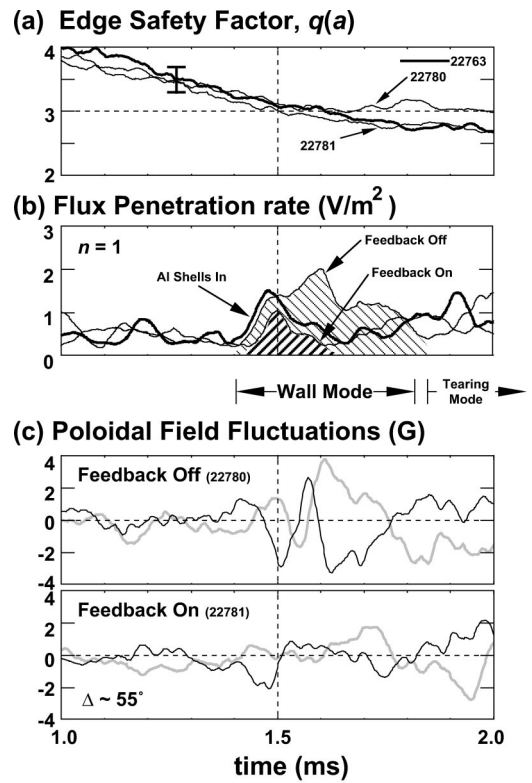 (a) Edge Safety Factor, q(a)
4
22763
22780
3
22781
2
(b) Flux Penetration rate (V/m²)
3
n = 1
Feedback Off
2
Al Shells In
Feedback On
1
0
Wall Mode
Tearing
Mode
(c) Poloidal Field Fluctuations (G)
4
Feedback Off (22780)
2
0
-2
-4
4
Feedback On (22781)
2
0
-2
Δ ~ 55°
-4
1.0 1.5 2.0
time (ms)